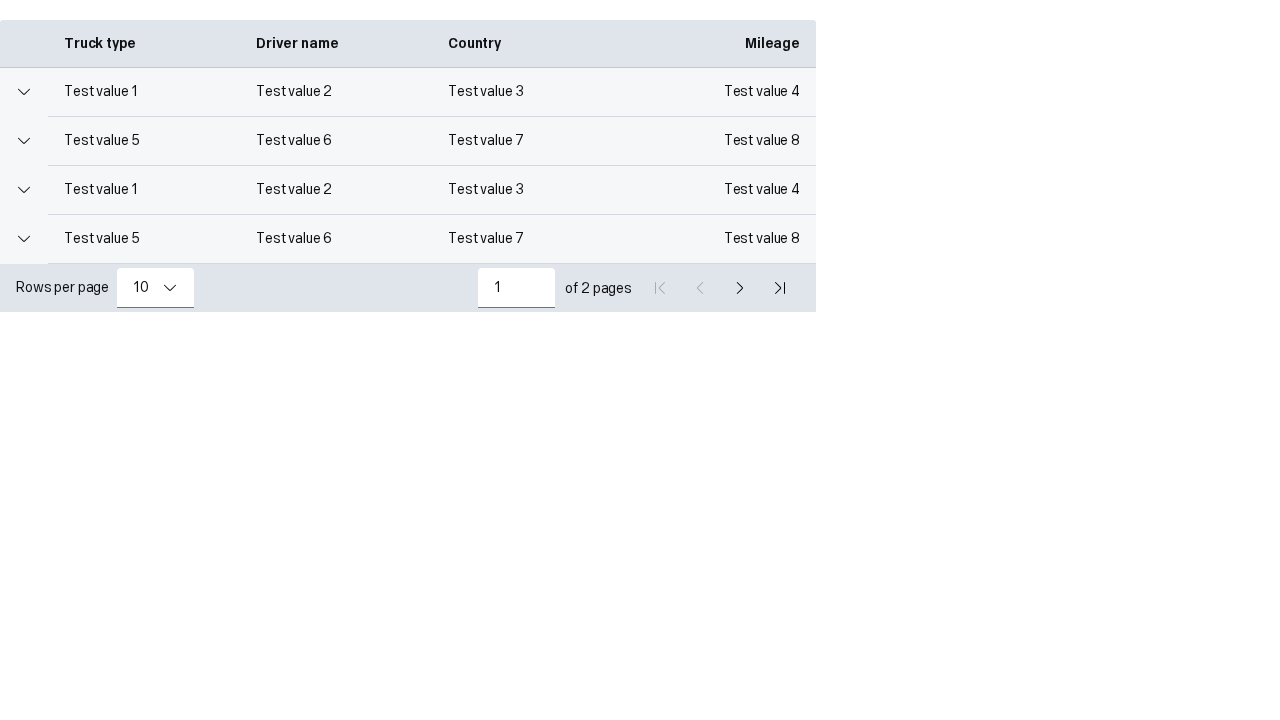 Truck type Driver name Country Mileage
Test value 1 Test value 2 Test value 3 Test value 4
Test value 5 Test value 6 Test value 7 Test value 8
Test value 1 Test value 2 Test value 3 Test value 4
Test value 5 Test value 6 Test value 7 Test value 8
Rows per page 10 1 of 2 pages